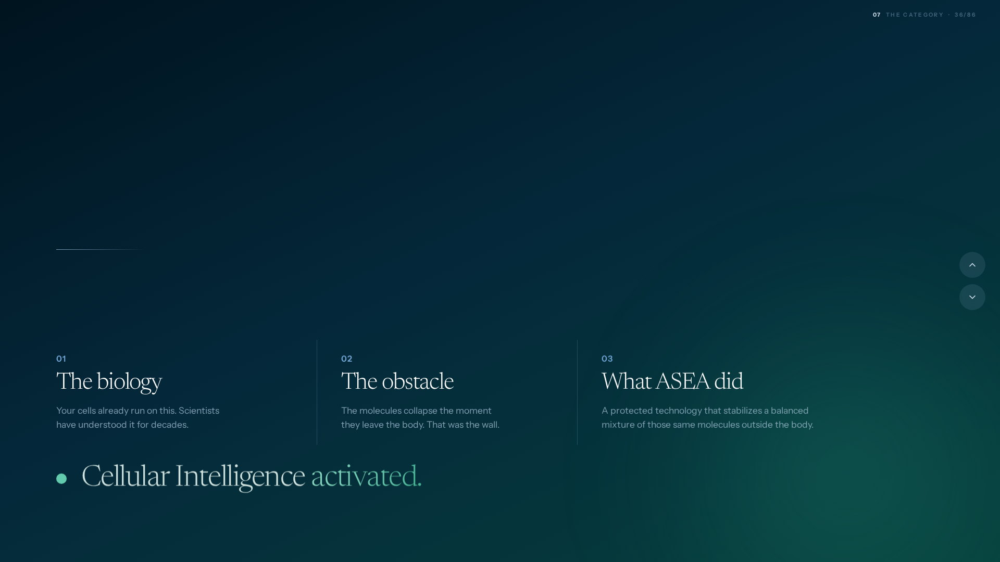 07 THE CATEGORY · 36/86
01
The biology
Your cells already run on this. Scientists
have understood it for decades.
02
The obstacle
The molecules collapse the moment
they leave the body. That was the wall.
03
What ASEA did
A protected technology that stabilizes a balanced
mixture of those same molecules outside the body.
Cellular Intelligence activated.